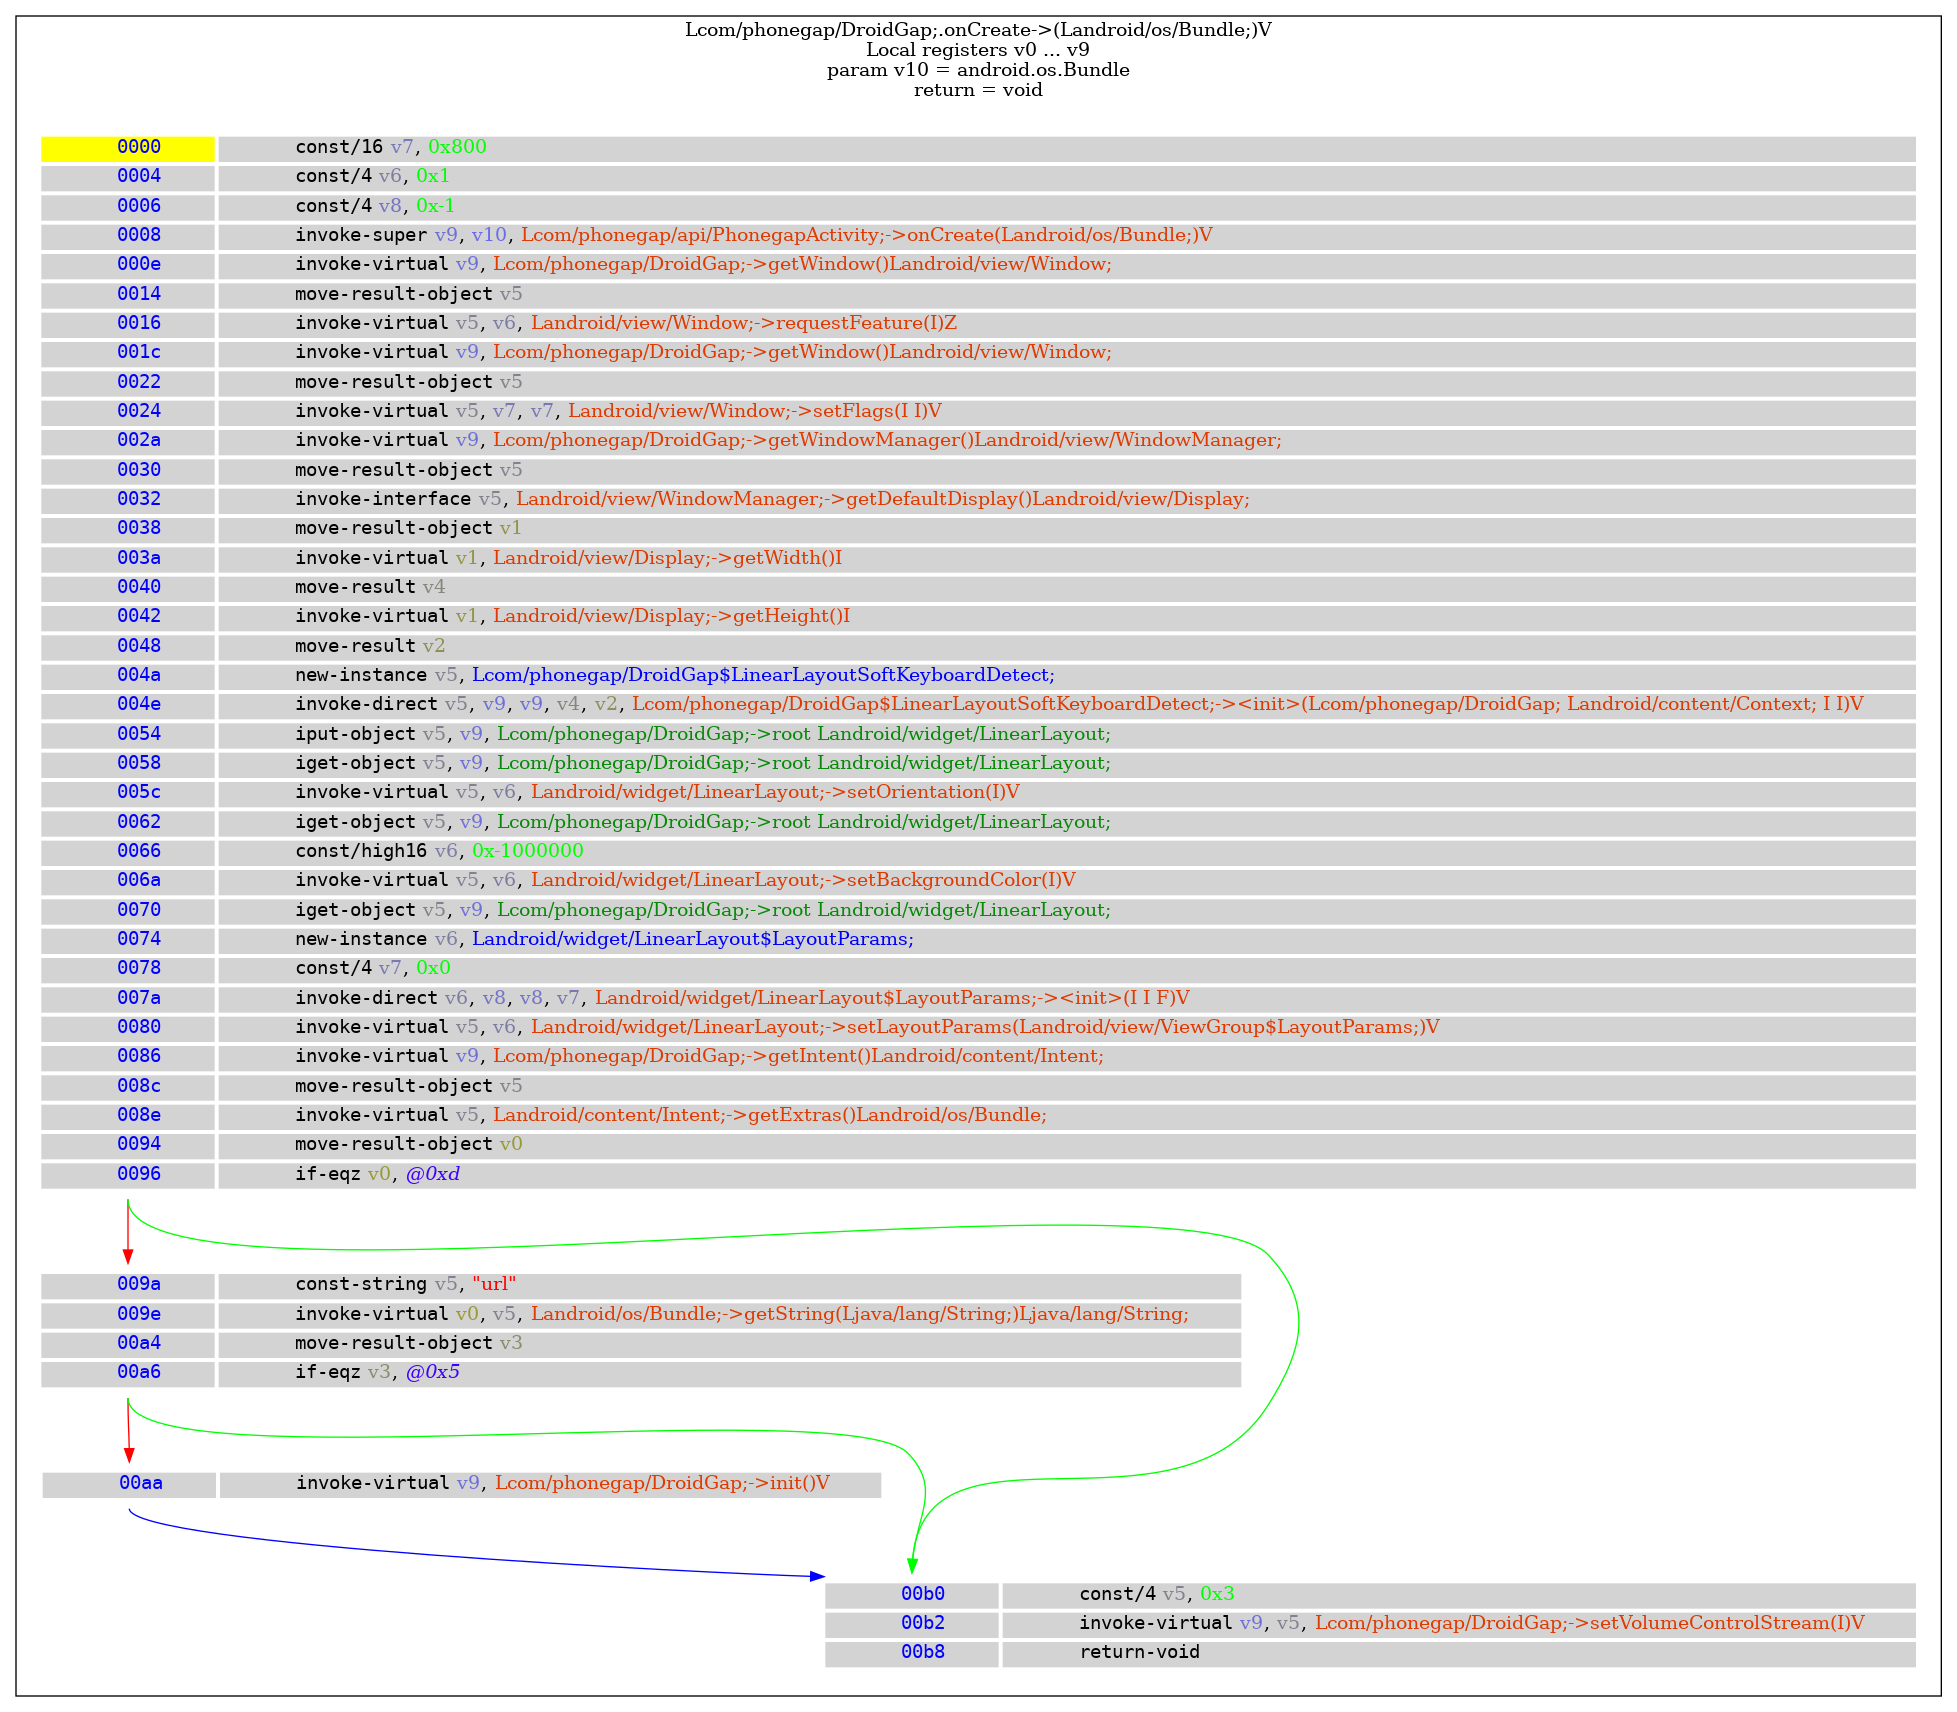 Lcom/phonegap/DroidGap;.onCreate->(Landroid/os/Bundle;)V
Local registers v0 ... v9
param v10 = android.os.Bundle
return = void
0000 const/16 v7, 0x800
0004 const/4 v6, 0x1
0006 const/4 v8, 0x-1
0008 invoke-super v9, v10, Lcom/phonegap/api/PhonegapActivity;->onCreate(Landroid/os/Bundle;)V
000e invoke-virtual v9, Lcom/phonegap/DroidGap;->getWindow()Landroid/view/Window;
0014 move-result-object v5
0016 invoke-virtual v5, v6, Landroid/view/Window;->requestFeature(I)Z
001c invoke-virtual v9, Lcom/phonegap/DroidGap;->getWindow()Landroid/view/Window;
0022 move-result-object v5
0024 invoke-virtual v5, v7, v7, Landroid/view/Window;->setFlags(I I)V
002a invoke-virtual v9, Lcom/phonegap/DroidGap;->getWindowManager()Landroid/view/WindowManager;
0030 move-result-object v5
0032 invoke-interface v5, Landroid/view/WindowManager;->getDefaultDisplay()Landroid/view/Display;
0038 move-result-object v1
003a invoke-virtual v1, Landroid/view/Display;->getWidth()I
0040 move-result v4
0042 invoke-virtual v1, Landroid/view/Display;->getHeight()I
0048 move-result v2
004a new-instance v5, Lcom/phonegap/DroidGap$LinearLayoutSoftKeyboardDetect;
004e invoke-direct v5, v9, v9, v4, v2, Lcom/phonegap/DroidGap$LinearLayoutSoftKeyboardDetect;-><init>(Lcom/phonegap/DroidGap; Landroid/content/Context; I I)V
0054 iput-object v5, v9, Lcom/phonegap/DroidGap;->root Landroid/widget/LinearLayout;
0058 iget-object v5, v9, Lcom/phonegap/DroidGap;->root Landroid/widget/LinearLayout;
005c invoke-virtual v5, v6, Landroid/widget/LinearLayout;->setOrientation(I)V
0062 iget-object v5, v9, Lcom/phonegap/DroidGap;->root Landroid/widget/LinearLayout;
0066 const/high16 v6, 0x-1000000
006a invoke-virtual v5, v6, Landroid/widget/LinearLayout;->setBackgroundColor(I)V
0070 iget-object v5, v9, Lcom/phonegap/DroidGap;->root Landroid/widget/LinearLayout;
0074 new-instance v6, Landroid/widget/LinearLayout$LayoutParams;
0078 const/4 v7, 0x0
007a invoke-direct v6, v8, v8, v7, Landroid/widget/LinearLayout$LayoutParams;-><init>(I I F)V
0080 invoke-virtual v5, v6, Landroid/widget/LinearLayout;->setLayoutParams(Landroid/view/ViewGroup$LayoutParams;)V
0086 invoke-virtual v9, Lcom/phonegap/DroidGap;->getIntent()Landroid/content/Intent;
008c move-result-object v5
008e invoke-virtual v5, Landroid/content/Intent;->getExtras()Landroid/os/Bundle;
0094 move-result-object v0
0096 if-eqz v0, @0xd
009a const-string v5, "url"
009e invoke-virtual v0, v5, Landroid/os/Bundle;->getString(Ljava/lang/String;)Ljava/lang/String;
00a4 move-result-object v3
00a6 if-eqz v3, @0x5
00aa invoke-virtual v9, Lcom/phonegap/DroidGap;->init()V
00b0 const/4 v5, 0x3
00b2 invoke-virtual v9, v5, Lcom/phonegap/DroidGap;->setVolumeControlStream(I)V
00b8 return-void